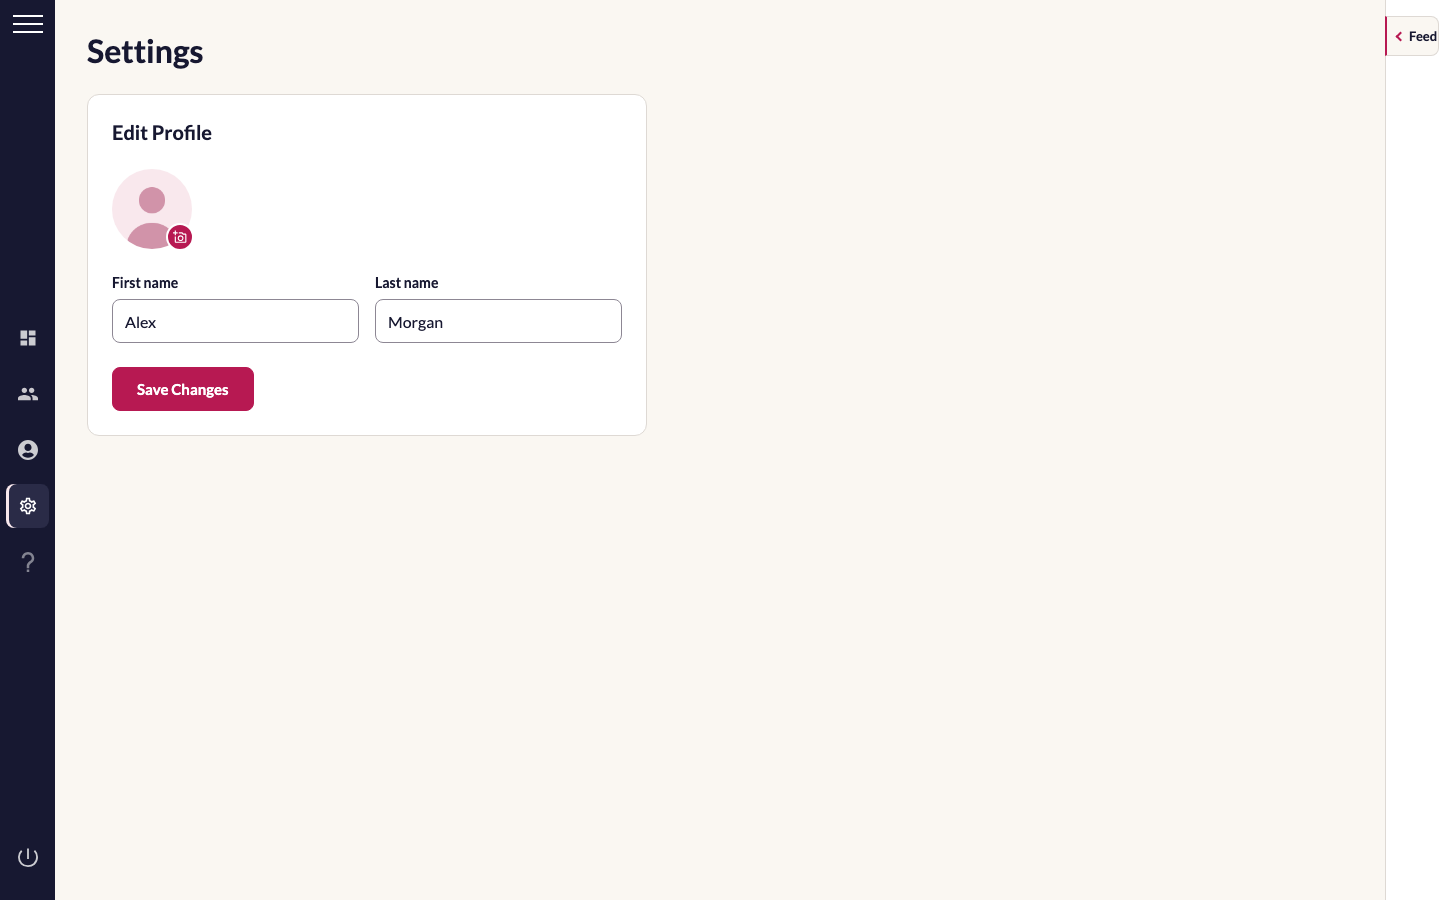 Settings
Feed
Edit Profile
First name
Last name
Alex
Morgan
Save Changes